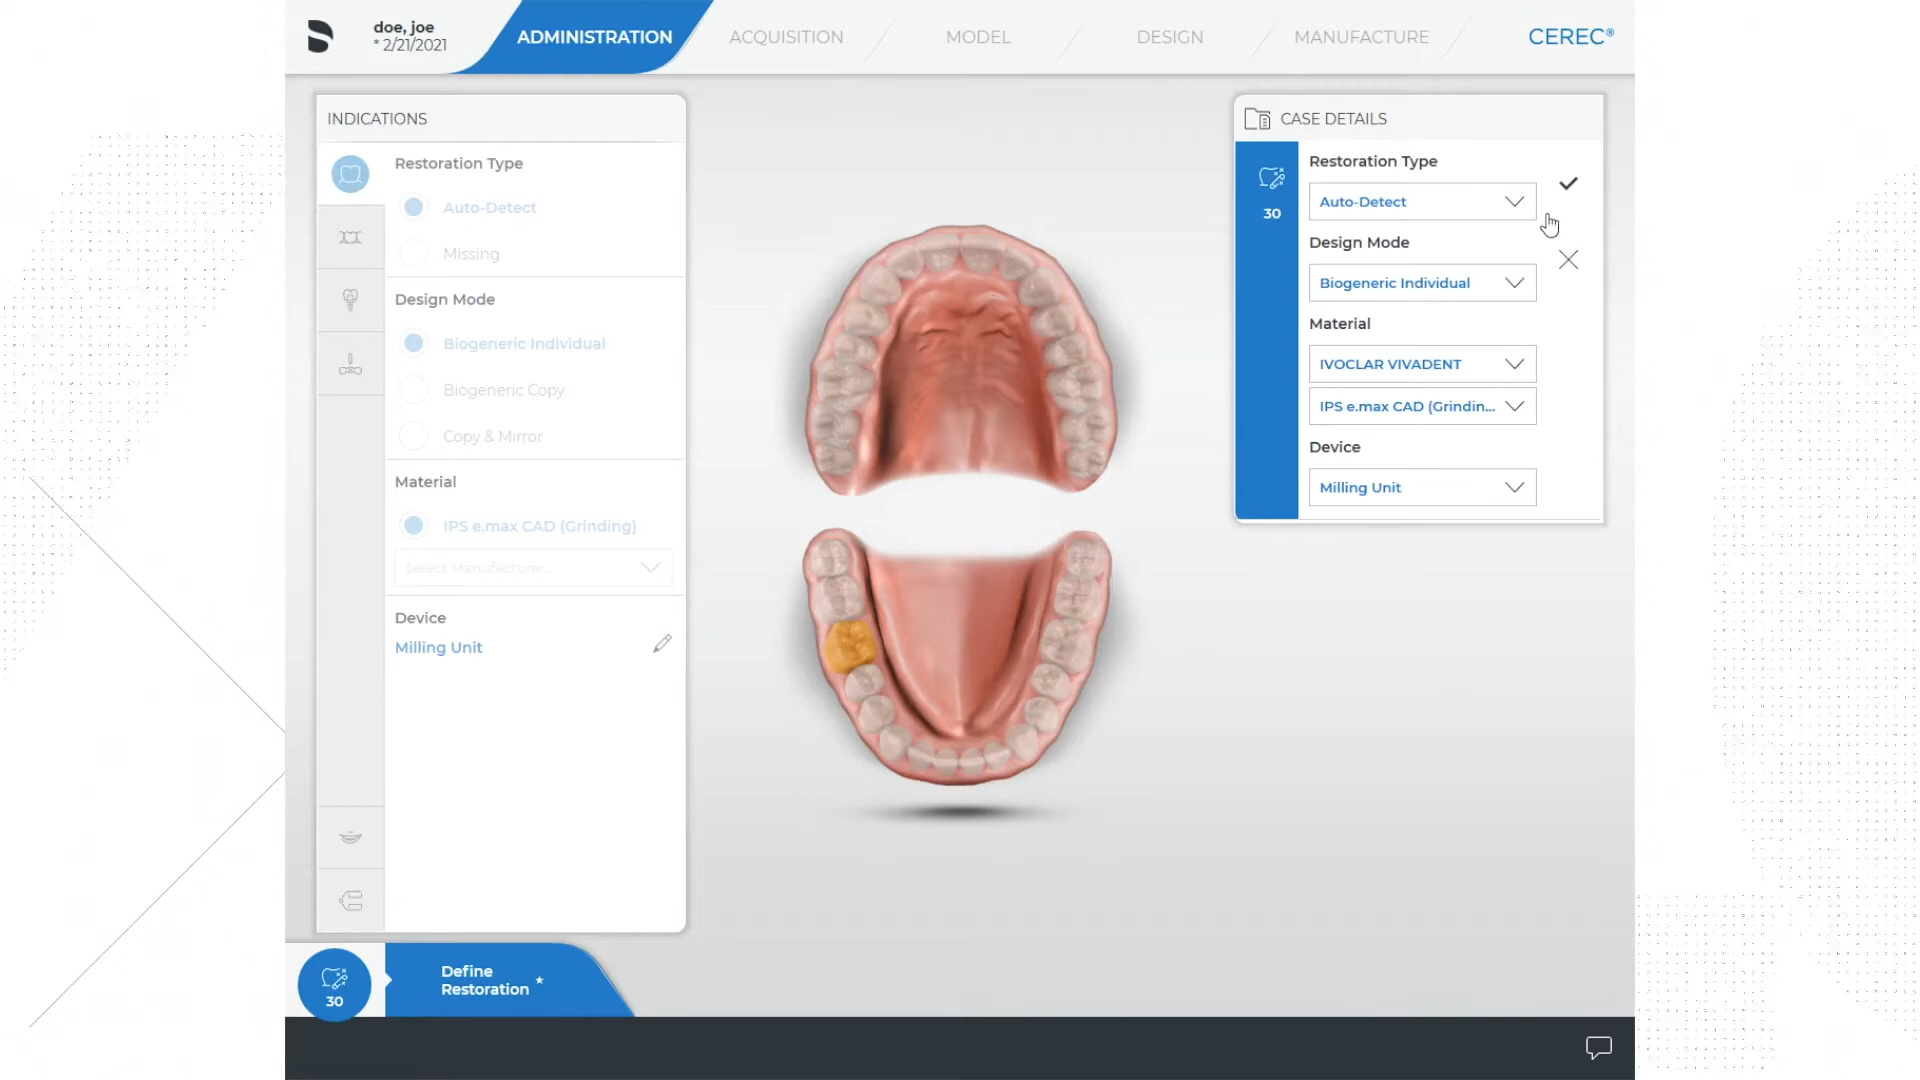 doe, joe
* 2/21/2021
ADMINISTRATION
ACQUISITION
MODEL
DESIGN
MANUFACTURE
CEREC®
INDICATIONS
Restoration Type
Auto-Detect
Missing
Design Mode
Biogeneric Individual
Biogeneric Copy
Copy & Mirror
Material
IPS e.max CAD (Grinding)
Select Manufacturer...
Device
Milling Unit
CASE DETAILS
30
Restoration Type
Auto-Detect
Design Mode
Biogeneric Individual
Material
IVOCLAR VIVADENT
IPS e.max CAD (Grindin...
Device
Milling Unit
30
Define
Restoration *